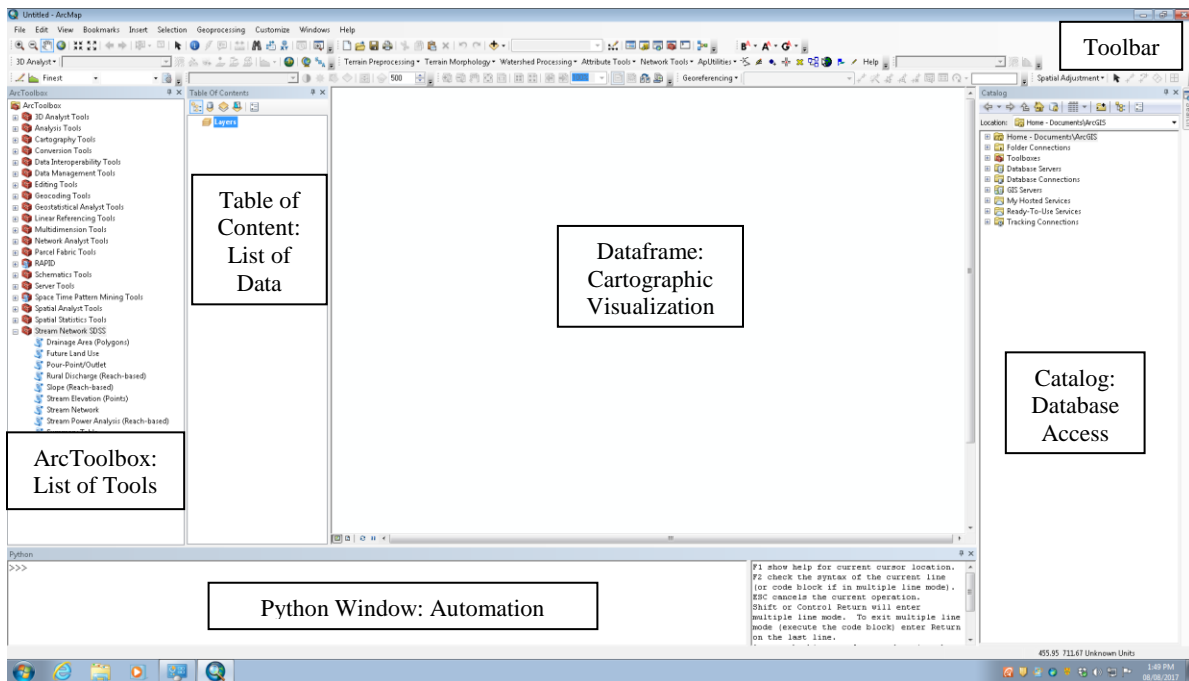 Untitled - ArcMap
File Edit View Bookmarks Insert Selection Geoprocessing Customize Windows Help
Toolbar
3D Analyst
Terrain Preprocessing Terrain Morphology Watershed Processing Attribute Tools Network Tools ApUtilities Help
Finest
500
Georeferencing
Spatial Adjustment
ArcToolbox
ArcToolbox
3D Analyst Tools
Analysis Tools
Cartography Tools
Conversion Tools
Data Interoperability Tools
Data Management Tools
Editing Tools
Geocoding Tools
Geostatistical Analyst Tools
Linear Referencing Tools
Multidimension Tools
Network Analyst Tools
Parcel Fabric Tools
RAPID
Schematics Tools
Server Tools
Space Time Pattern Mining Tools
Spatial Analyst Tools
Spatial Statistics Tools
Stream Network SDSS
Drainage Area (Polygons)
Future Land Use
Pour-Point/Outlet
Rural Discharge (Reach-based)
Slope (Reach-based)
Stream Elevation (Points)
Stream Network
Stream Power Analysis (Reach-based)
ArcToolbox:
List of Tools
Table Of Contents
Layers
Table of
Content:
List of
Data
Dataframe:
Cartographic
Visualization
Catalog
Location: Home - Documents\ArcGIS
Home - Documents\ArcGIS
Folder Connections
Toolboxes
Database Servers
Database Connections
GIS Servers
My Hosted Services
Ready-To-Use Services
Tracking Connections
Catalog:
Database
Access
Python
>>>
Python Window: Automation
F1 show help for current cursor location.
F2 check the syntax of the current line
(or code block if in multiple line mode).
ESC cancels the current operation.
Shift or Control Return will enter
multiple line mode. To exit multiple line
mode (execute the code block) enter Return
on the last line.
455.95 711.67 Unknown Units
1:49 PM
08/08/2017